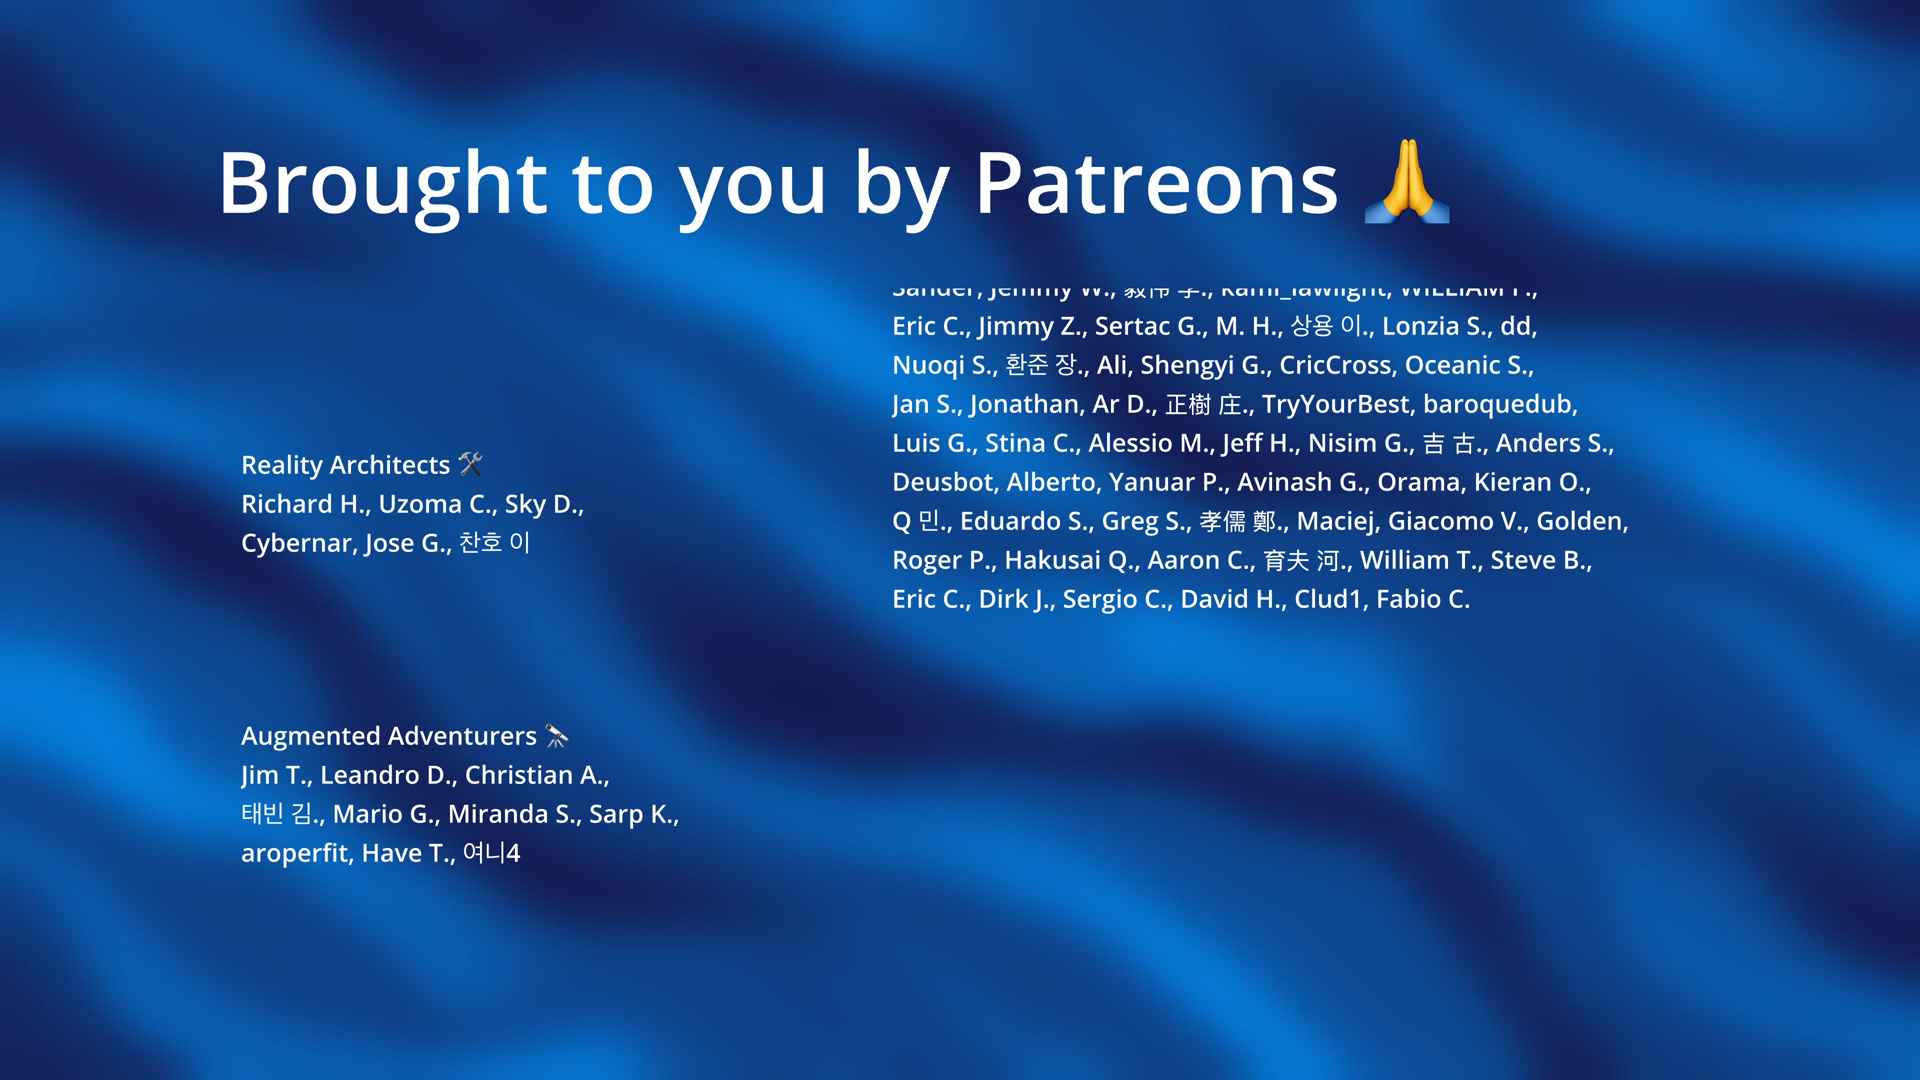 Brought to you by Patreons 🙏
Reality Architects 🛠️
Richard H., Uzoma C., Sky D.,
Cybernar, Jose G., 찬호 이
Augmented Adventurers 🔭
Jim T., Leandro D., Christian A.,
태빈 김., Mario G., Miranda S., Sarp K.,
aroperfit, Have T., 여니4
Sander, Jemmy W., kami_lawlight, WILLIAM
Eric C., Jimmy Z., Sertac G., M. H., 상용 이., Lonzia S., dd,
Nuoqi S., 환준 장., Ali, Shengyi G., CricCross, Oceanic S.,
Jan S., Jonathan, Ar D., 正樹 庄., TryYourBest, baroquedub,
Luis G., Stina C., Alessio M., Jeff H., Nisim G., 吉 古., Anders S.,
Deusbot, Alberto, Yanuar P., Avinash G., Orama, Kieran O.,
Q 민., Eduardo S., Greg S., 孝儒 鄭., Maciej, Giacomo V., Golden,
Roger P., Hakusai Q., Aaron C., 育夫 河., William T., Steve B.,
Eric C., Dirk J., Sergio C., David H., Clud1, Fabio C.